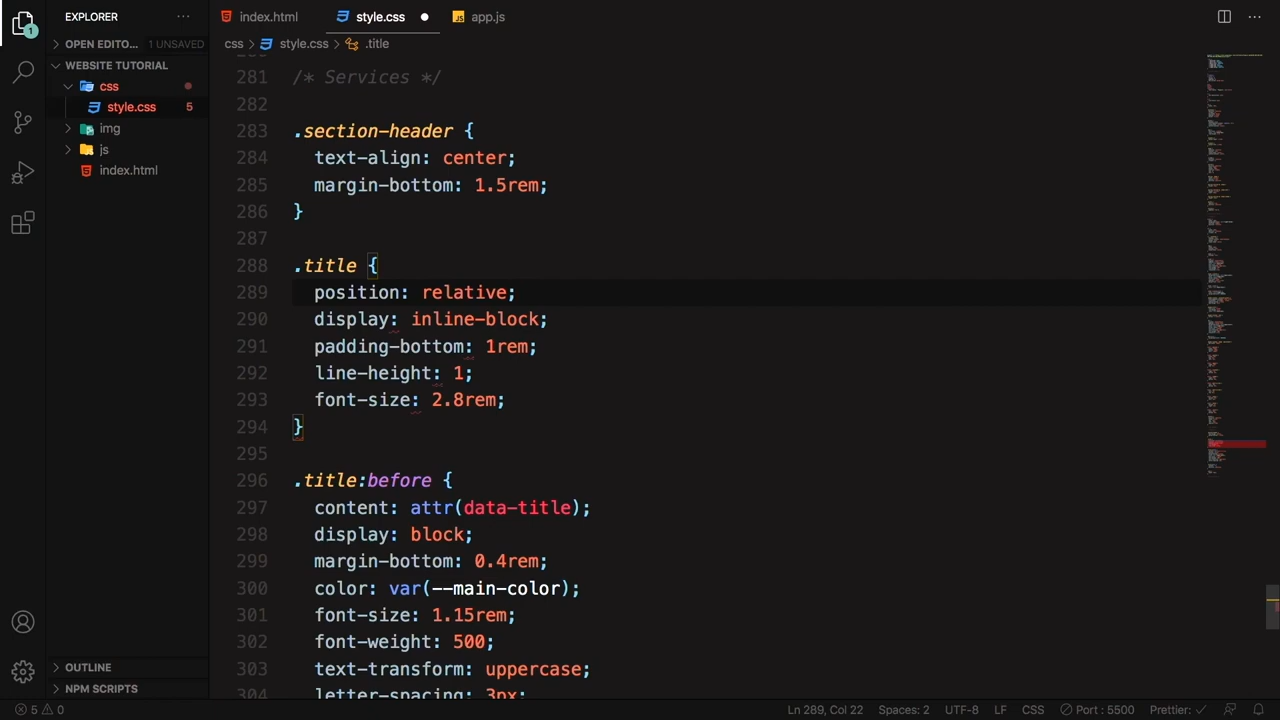 EXPLORER
index.html
style.css
JS app.js
OPEN EDITO... 1 UNSAVED
css > style.css > .title
WEBSITE TUTORIAL
css
style.css 5
img
js
index.html
281 /* Services */
282
283 .section-header {
284 text-align: center;
285 margin-bottom: 1.5rem;
286 }
287
288 .title {
289 position: relative;
290 display: inline-block;
291 padding-bottom: 1rem;
292 line-height: 1;
293 font-size: 2.8rem;
294 }
295
296 .title:before {
297 content: attr(data-title);
298 display: block;
299 margin-bottom: 0.4rem;
300 color: var(--main-color);
301 font-size: 1.15rem;
302 font-weight: 500;
303 text-transform: uppercase;
304 letter-spacing: 3px;
1
OUTLINE
NPM SCRIPTS
5 0 Ln 289, Col 22 Spaces: 2 UTF-8 LF CSS Port : 5500 Prettier: ✓